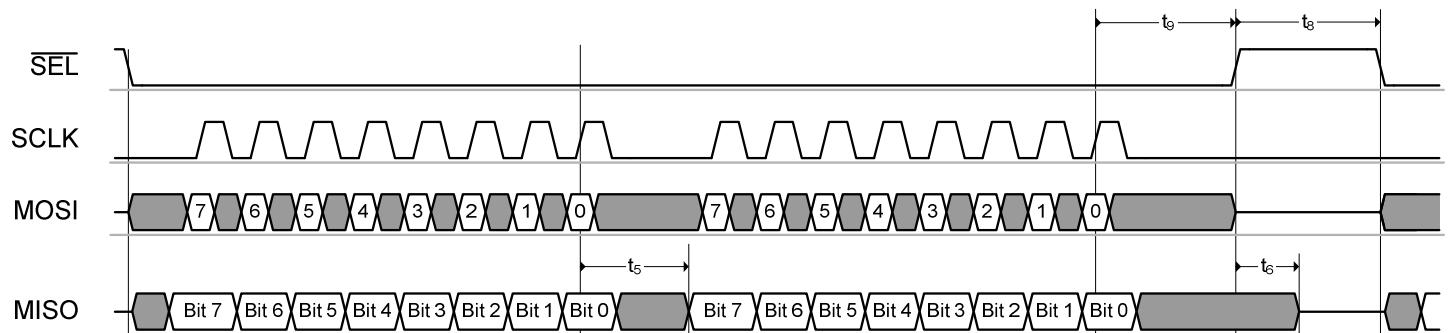 t₉ t₈
SEL
SCLK
MOSI 7 6 5 4 3 2 1 0 7 6 5 4 3 2 1 0
t₅ t₆
MISO Bit 7 Bit 6 Bit 5 Bit 4 Bit 3 Bit 2 Bit 1 Bit 0 Bit 7 Bit 6 Bit 5 Bit 4 Bit 3 Bit 2 Bit 1 Bit 0